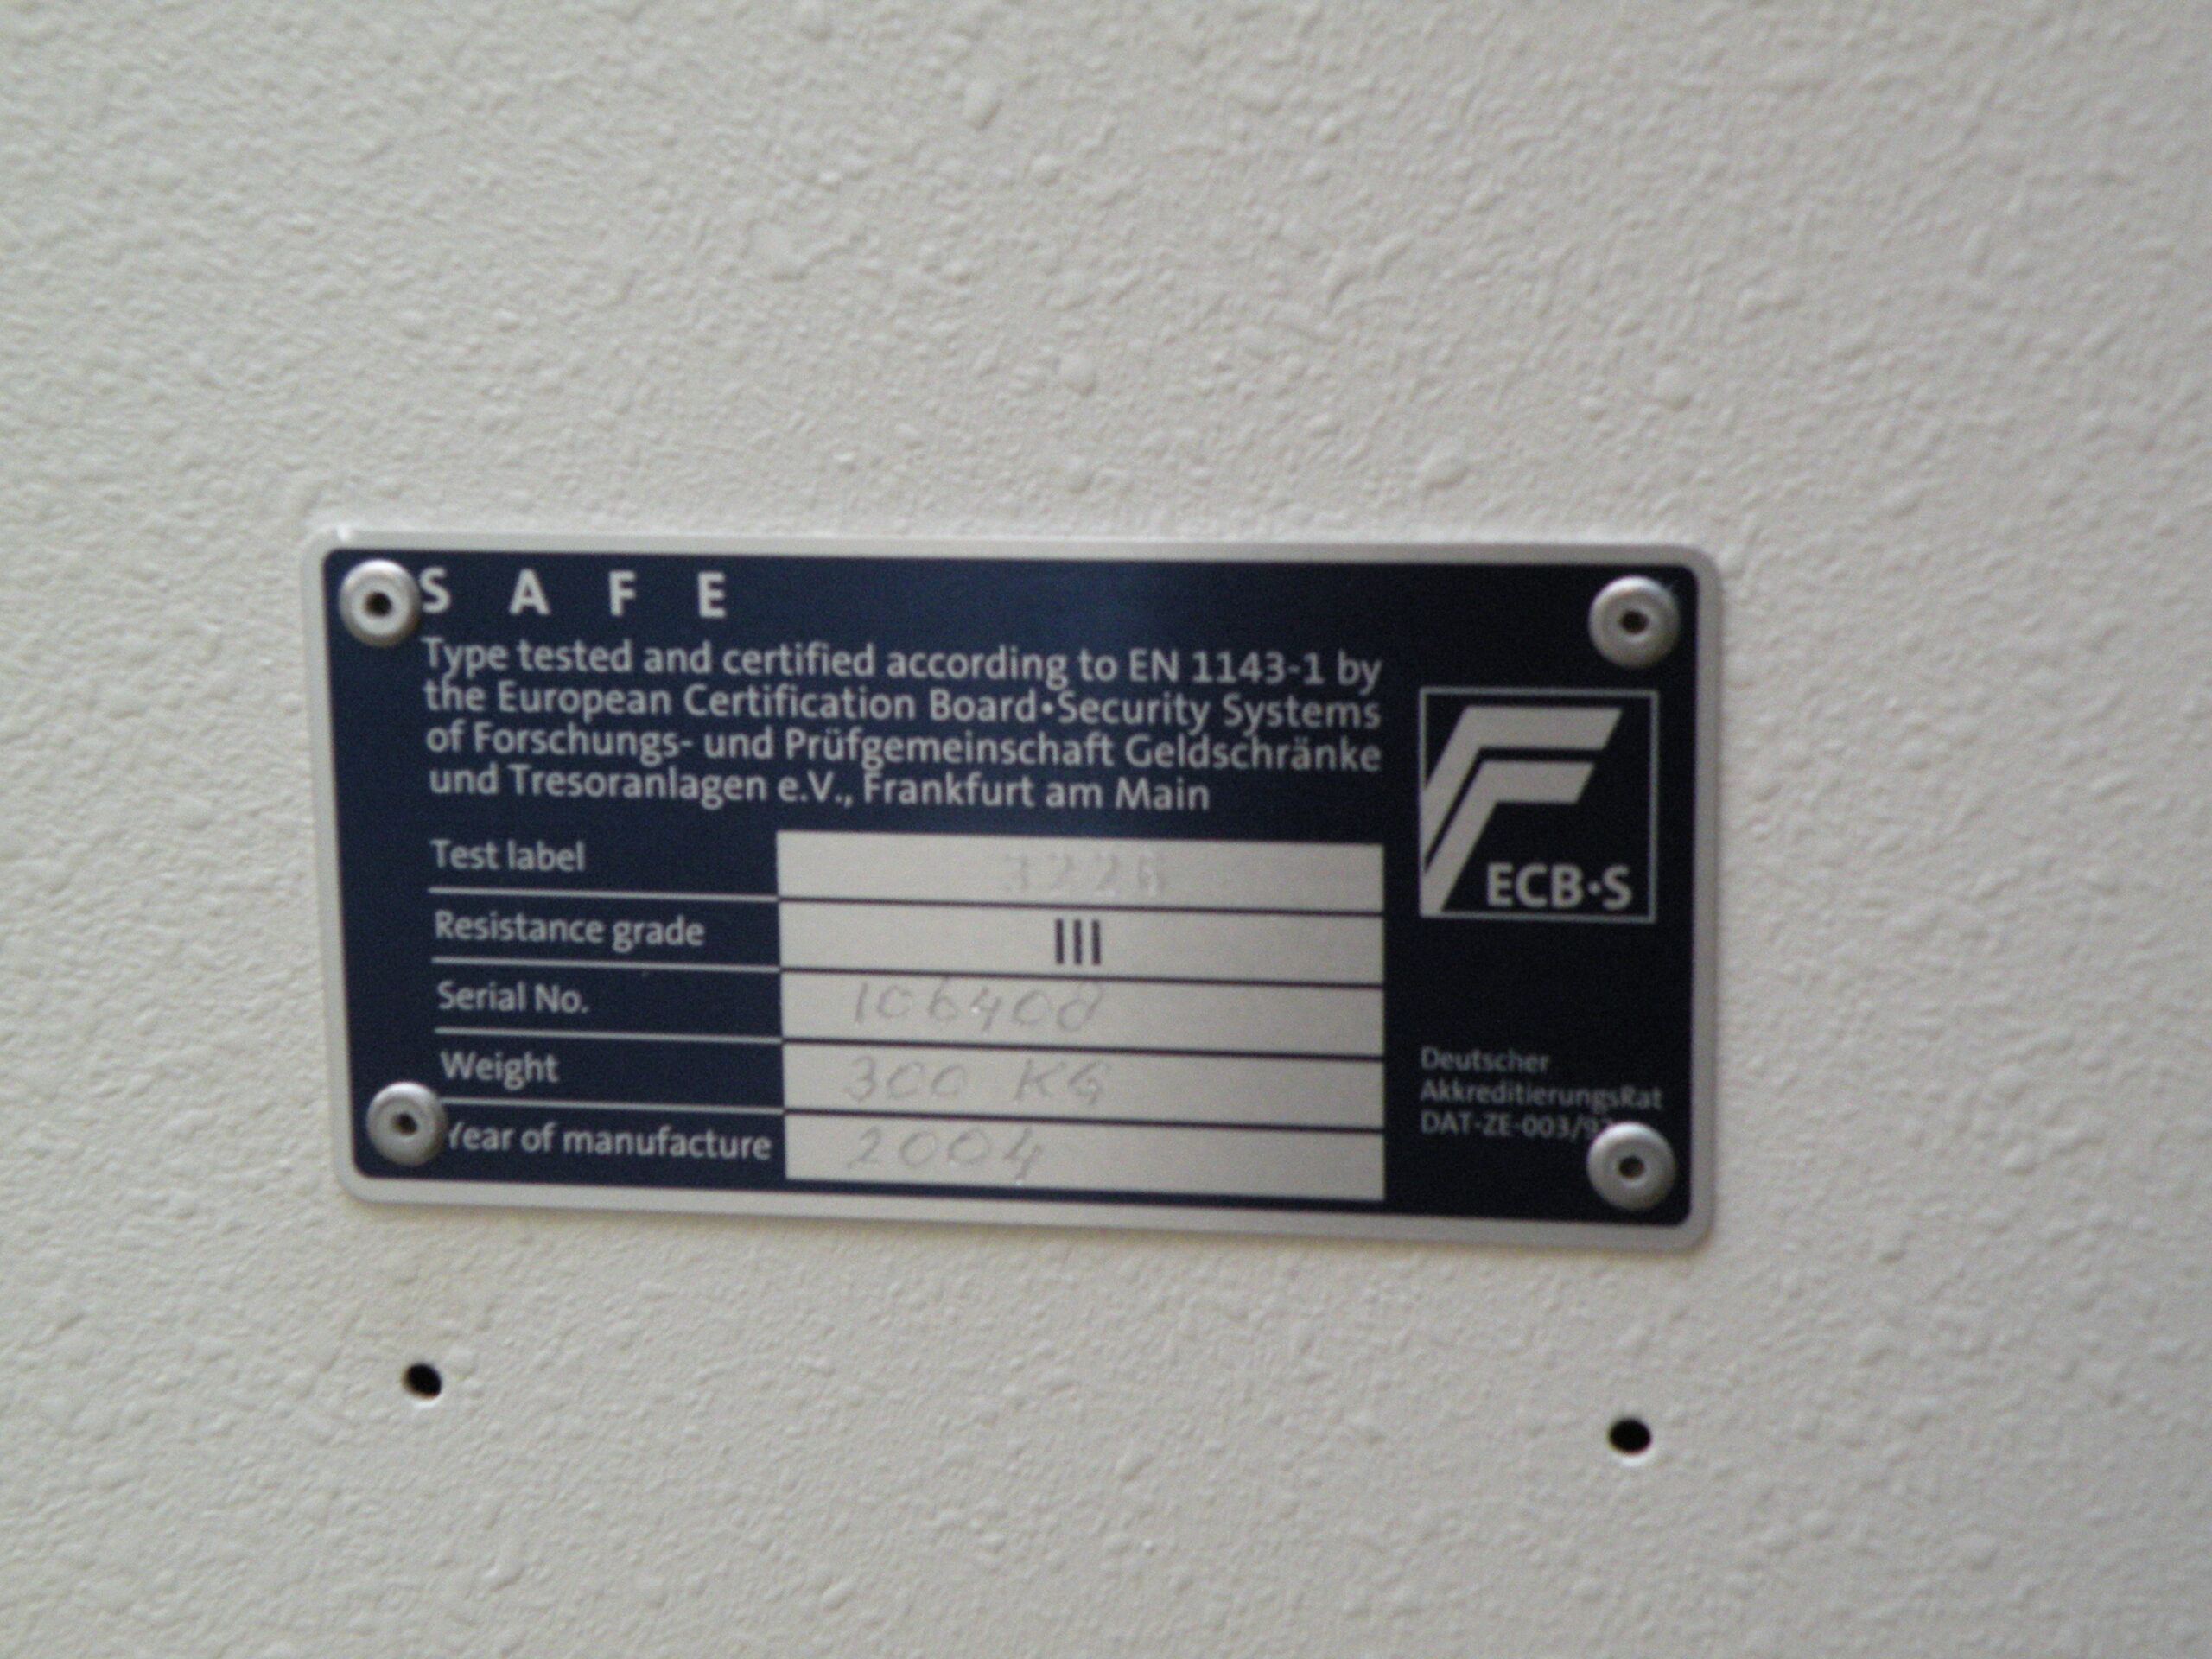 SAFE
Type tested and certified according to EN 1143-1 by
the European Certification Board•Security Systems
of Forschungs- und Prüfgemeinschaft Geldschränke
und Tresoranlagen e.V., Frankfurt am Main
ECB•S
Test label
Resistance grade III
Serial No. 106408
Weight 300 KG
Year of manufacture 2004
Deutscher
AkkreditierungsRat